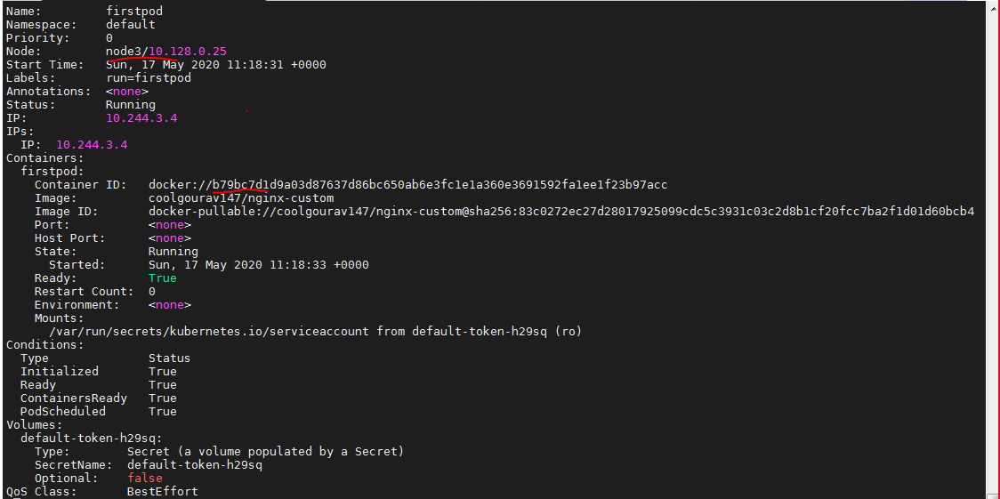 Name:         firstpod
Namespace:    default
Priority:     0
Node:         node3/10.128.0.25
Start Time:   Sun, 17 May 2020 11:18:31 +0000
Labels:       run=firstpod
Annotations:  <none>
Status:       Running
IP:           10.244.3.4
IPs:
  IP:  10.244.3.4
Containers:
  firstpod:
    Container ID:   docker://b79bc7d1d9a03d87637d86bc650ab6e3fc1e1a360e3691592fa1ee1f23b97acc
    Image:          coolgourav147/nginx-custom
    Image ID:       docker-pullable://coolgourav147/nginx-custom@sha256:83c0272ec27d28017925099cdc5c3931c03c2d8b1cf20fcc7ba2f1d01d60bcb4
    Port:           <none>
    Host Port:      <none>
    State:          Running
      Started:      Sun, 17 May 2020 11:18:33 +0000
    Ready:          True
    Restart Count:  0
    Environment:    <none>
    Mounts:
      /var/run/secrets/kubernetes.io/serviceaccount from default-token-h29sq (ro)
Conditions:
  Type              Status
  Initialized       True
  Ready             True
  ContainersReady   True
  PodScheduled      True
Volumes:
  default-token-h29sq:
    Type:        Secret (a volume populated by a Secret)
    SecretName:  default-token-h29sq
    Optional:    false
QoS Class:       BestEffort